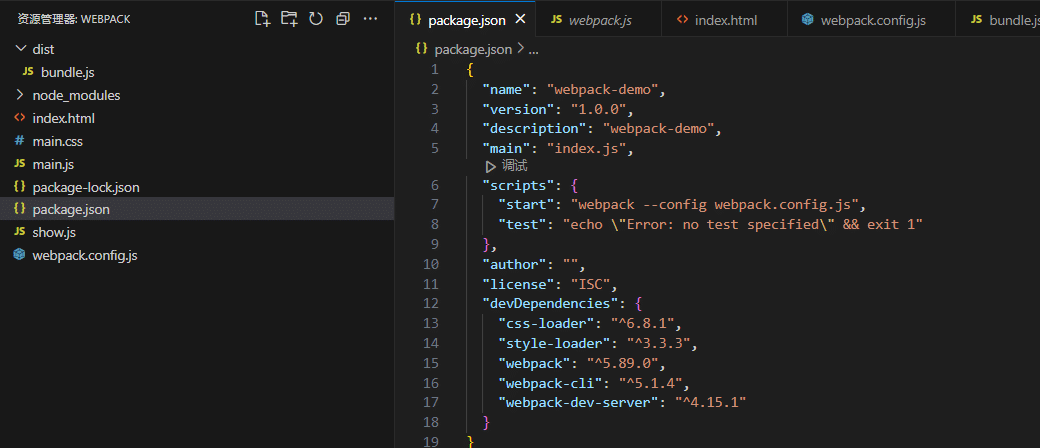 资源管理器: WEBPACK
dist
JS bundle.js
node_modules
<> index.html
# main.css
JS main.js
{} package-lock.json
{} package.json
JS show.js
webpack.config.js
{} package.json
JS webpack.js
<> index.html
webpack.config.js
JS bundle.js
{} package.json > ...
1 {
2 "name": "webpack-demo",
3 "version": "1.0.0",
4 "description": "webpack-demo",
5 "main": "index.js",
调试
6 "scripts": {
7 "start": "webpack --config webpack.config.js",
8 "test": "echo \"Error: no test specified\" && exit 1"
9 },
10 "author": "",
11 "license": "ISC",
12 "devDependencies": {
13 "css-loader": "^6.8.1",
14 "style-loader": "^3.3.3",
15 "webpack": "^5.89.0",
16 "webpack-cli": "^5.1.4",
17 "webpack-dev-server": "^4.15.1"
18 }
19 }